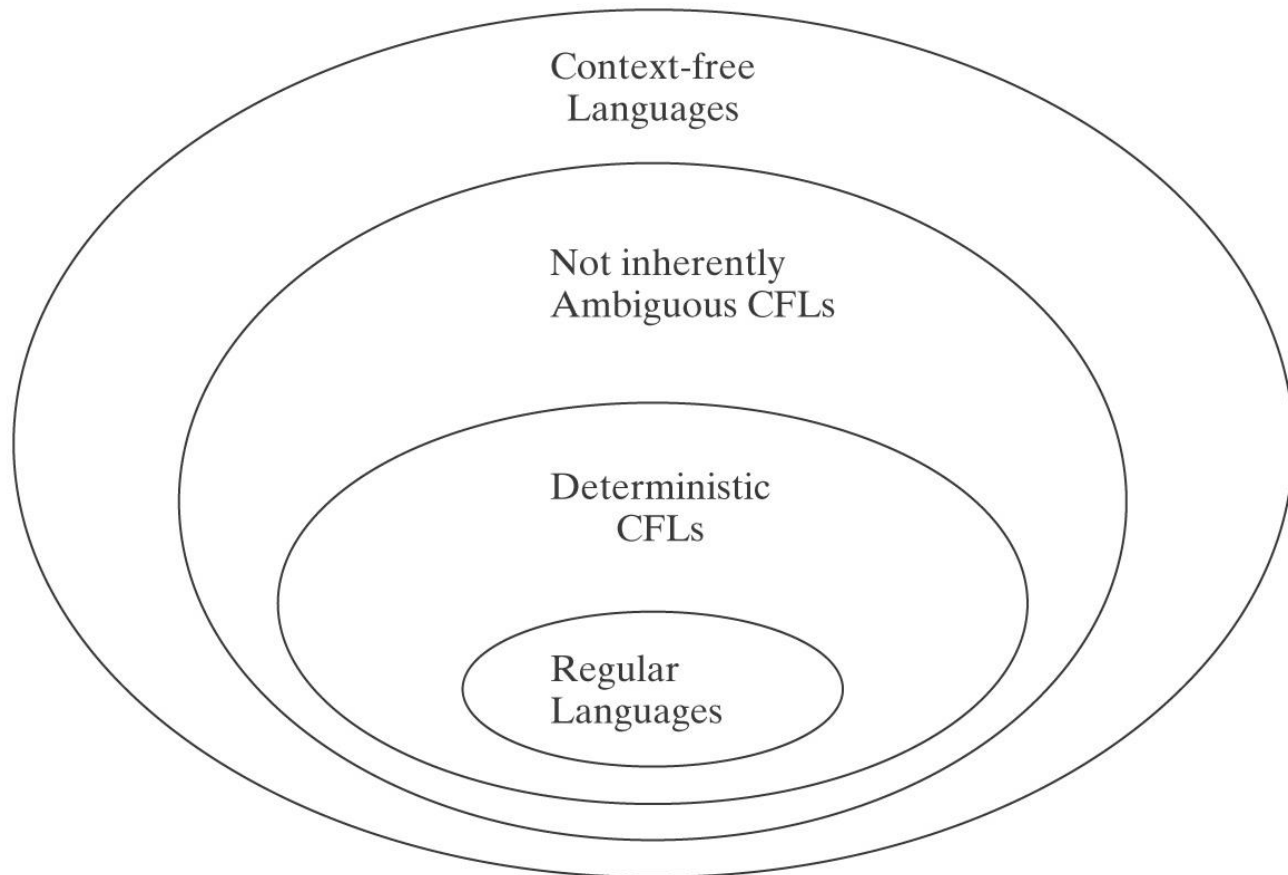 Context-free
Languages
Not inherently
Ambiguous CFLs
Deterministic
CFLs
Regular
Languages